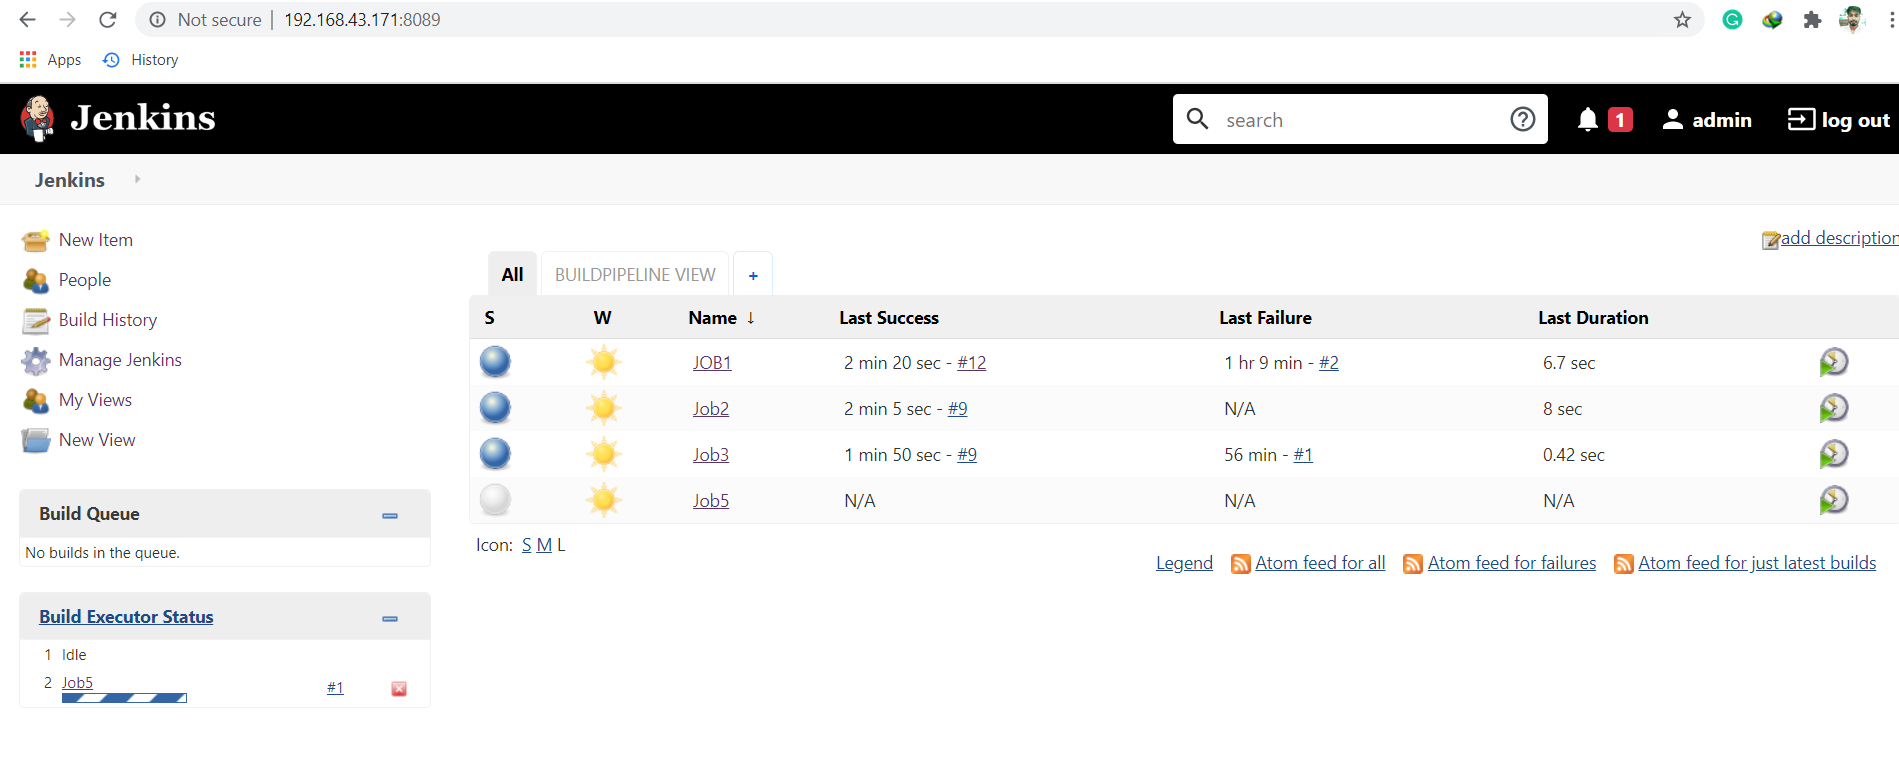 Not secure | 192.168.43.171:8089
Apps History
Jenkins
search
1
admin
log out
Jenkins
New Item
People
Build History
Manage Jenkins
My Views
New View
Build Queue
No builds in the queue.
Build Executor Status
1 Idle
2 Job5 #1
add description
All BUILDPIPELINE VIEW +
S W Name ↓ Last Success Last Failure Last Duration
JOB1 2 min 20 sec - #12 1 hr 9 min - #2 6.7 sec
Job2 2 min 5 sec - #9 N/A 8 sec
Job3 1 min 50 sec - #9 56 min - #1 0.42 sec
Job5 N/A N/A N/A
Icon: S M L
Legend Atom feed for all Atom feed for failures Atom feed for just latest builds